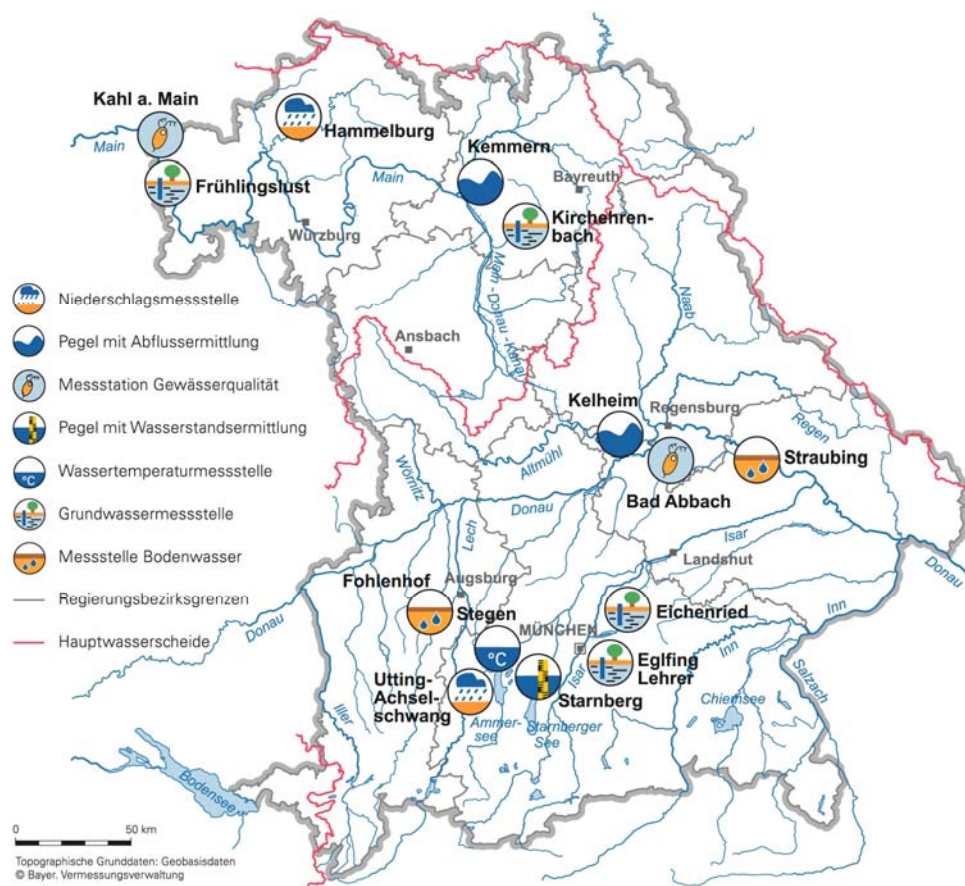 Kahl a. Main
Main
Hammelburg
Frühlingslust
Main
Würzburg
Kemmern
Bayreuth
Kirchehren-
bach
Main - Donau - Kanal
Naab
Ansbach
Niederschlagsmessstelle
Pegel mit Abflussermittlung
Messstation Gewässerqualität
Pegel mit Wasserstandsermittlung
°C
Wassertemperaturmessstelle
Grundwassermessstelle
Messstelle Bodenwasser
Regierungsbezirksgrenzen
Hauptwasserscheide
Kelheim
Regensburg
Regen
Altmühl
Straubing
Bad Abbach
Wörnitz
Donau
Lech
Isar
Landshut
Donau
Fohlenhof
Augsburg
Stegen
Eichenried
Inn
Donau
MÜNCHEN
°C
Isar
Eglfing
Lehrer
Inn
Salzach
Utting-
Achsel-
schwang
Starnberg
Chiemsee
Iller
Ammer-
see
Starnberger
See
Bodensee
0 50 km
Topographische Grunddaten: Geobasisdaten
© Bayer. Vermessungsverwaltung